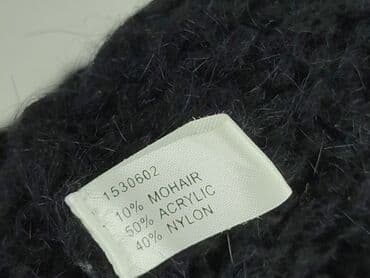 1530602
10% MOHAIR
50% ACRYLIC
40% NYLON